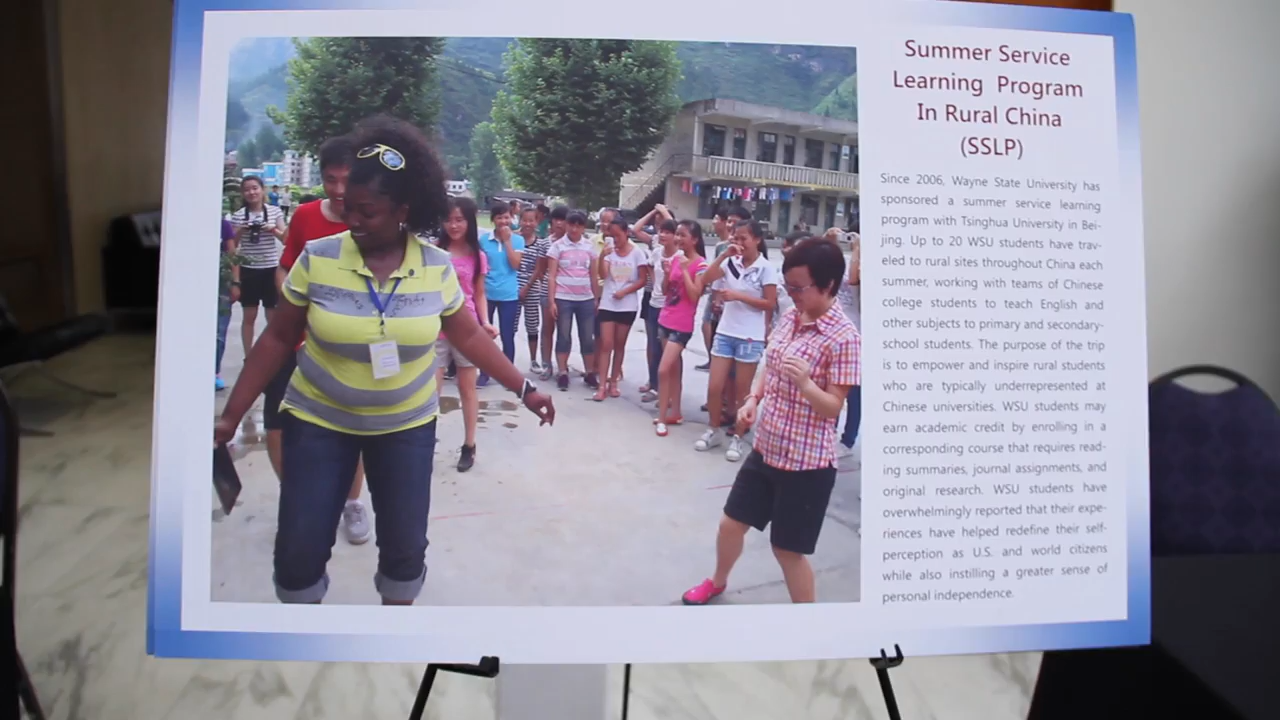 Summer Service
Learning Program
In Rural China
(SSLP)
Since 2006, Wayne State University has
sponsored a summer service learning
program with Tsinghua University in Bei-
jing. Up to 20 WSU students have trav-
eled to rural sites throughout China each
summer, working with teams of Chinese
college students to teach English and
other subjects to primary and secondary-
school students. The purpose of the trip
is to empower and inspire rural students
who are typically underrepresented at
Chinese universities. WSU students may
earn academic credit by enrolling in a
corresponding course that requires read-
ing summaries, journal assignments, and
original research. WSU students have
overwhelmingly reported that their expe-
riences have helped redefine their self-
perception as U.S. and world citizens
while also instilling a greater sense of
personal independence.